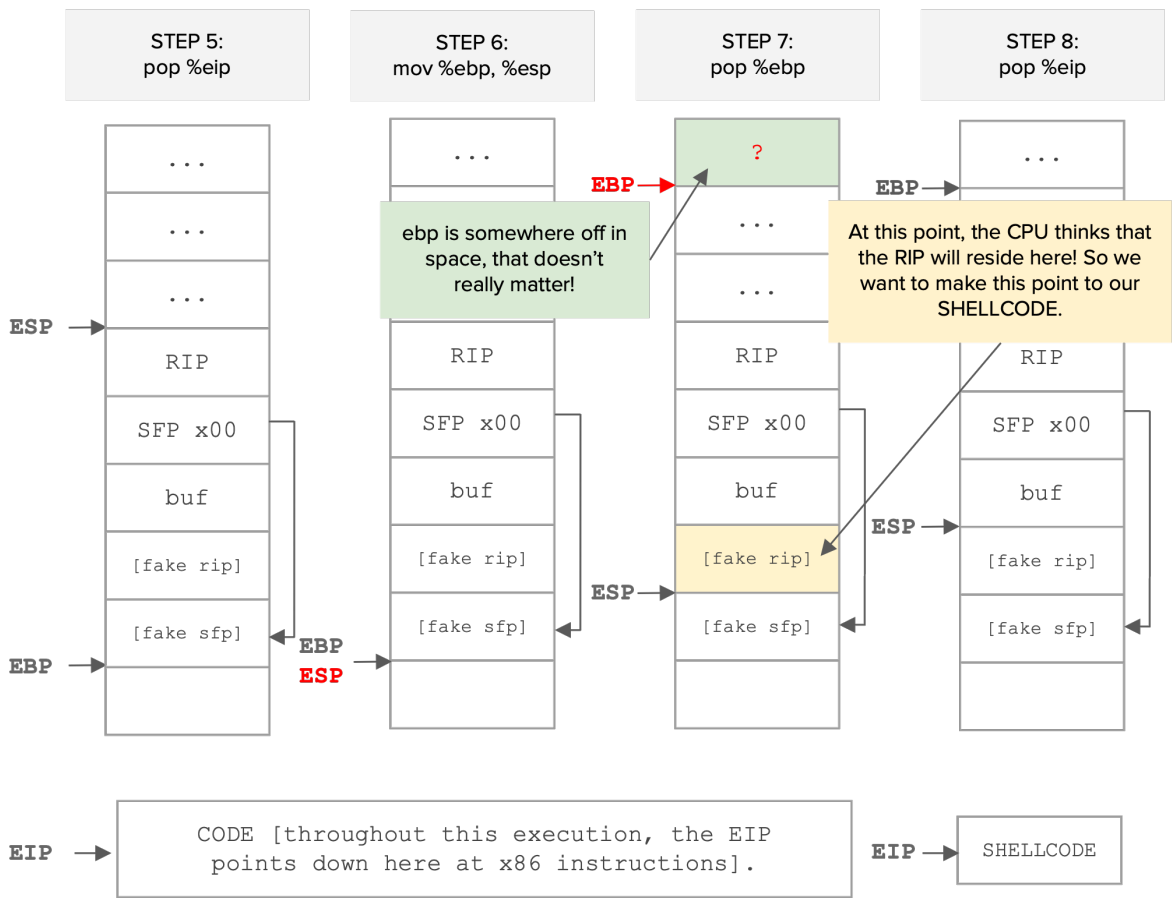 STEP 5:
pop %eip
STEP 6:
mov %ebp, %esp
STEP 7:
pop %ebp
STEP 8:
pop %eip
...
...
...
ESP
RIP
SFP x00
buf
[fake rip]
[fake sfp]
EBP
...
ebp is somewhere off in
space, that doesn't
really matter!
RIP
SFP x00
buf
[fake rip]
[fake sfp]
EBP
ESP
?
EBP
...
...
RIP
SFP x00
buf
[fake rip]
ESP
[fake sfp]
...
EBP
At this point, the CPU thinks that
the RIP will reside here! So we
want to make this point to our
SHELLCODE.
RIP
SFP x00
buf
ESP
[fake rip]
[fake sfp]
EIP
CODE [throughout this execution, the EIP
points down here at x86 instructions].
EIP
SHELLCODE